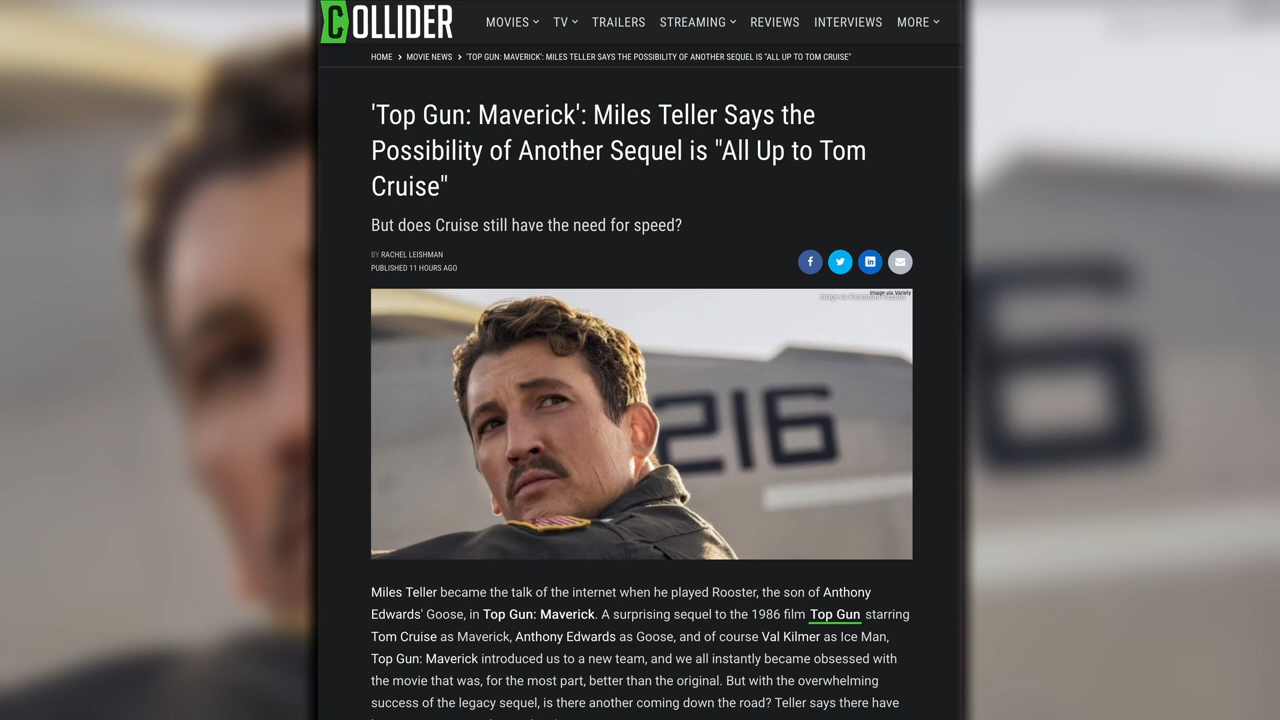 COLLIDER
MOVIES TV TRAILERS STREAMING REVIEWS INTERVIEWS MORE
HOME > MOVIE NEWS > 'TOP GUN: MAVERICK': MILES TELLER SAYS THE POSSIBILITY OF ANOTHER SEQUEL IS "ALL UP TO TOM CRUISE"
'Top Gun: Maverick': Miles Teller Says the
Possibility of Another Sequel is "All Up to Tom
Cruise"
But does Cruise still have the need for speed?
BY RACHEL LEISHMAN
PUBLISHED 11 HOURS AGO
Image via Variety
216
6
Miles Teller became the talk of the internet when he played Rooster, the son of Anthony
Edwards' Goose, in Top Gun: Maverick. A surprising sequel to the 1986 film Top Gun starring
Tom Cruise as Maverick, Anthony Edwards as Goose, and of course Val Kilmer as Ice Man,
Top Gun: Maverick introduced us to a new team, and we all instantly became obsessed with
the movie that was, for the most part, better than the original. But with the overwhelming
success of the legacy sequel, is there another coming down the road? Teller says there have